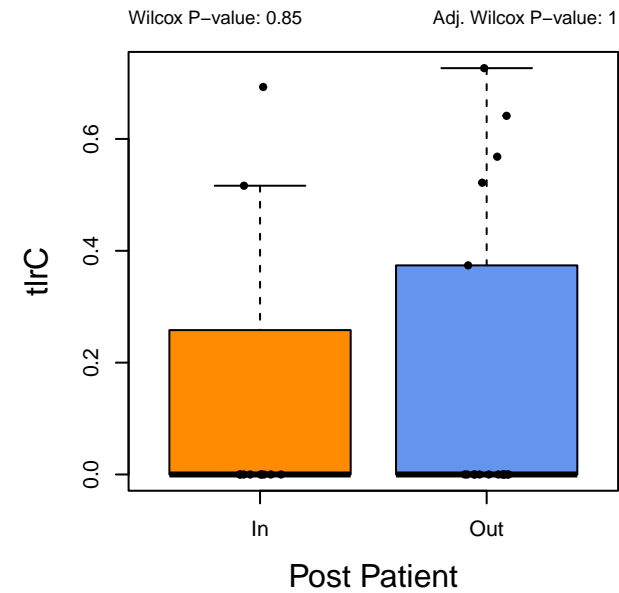 Wilcox P−value: 0.85
Adj. Wilcox P−value: 1
tlrC
0.6
0.4
0.2
0.0
In
Out
Post Patient